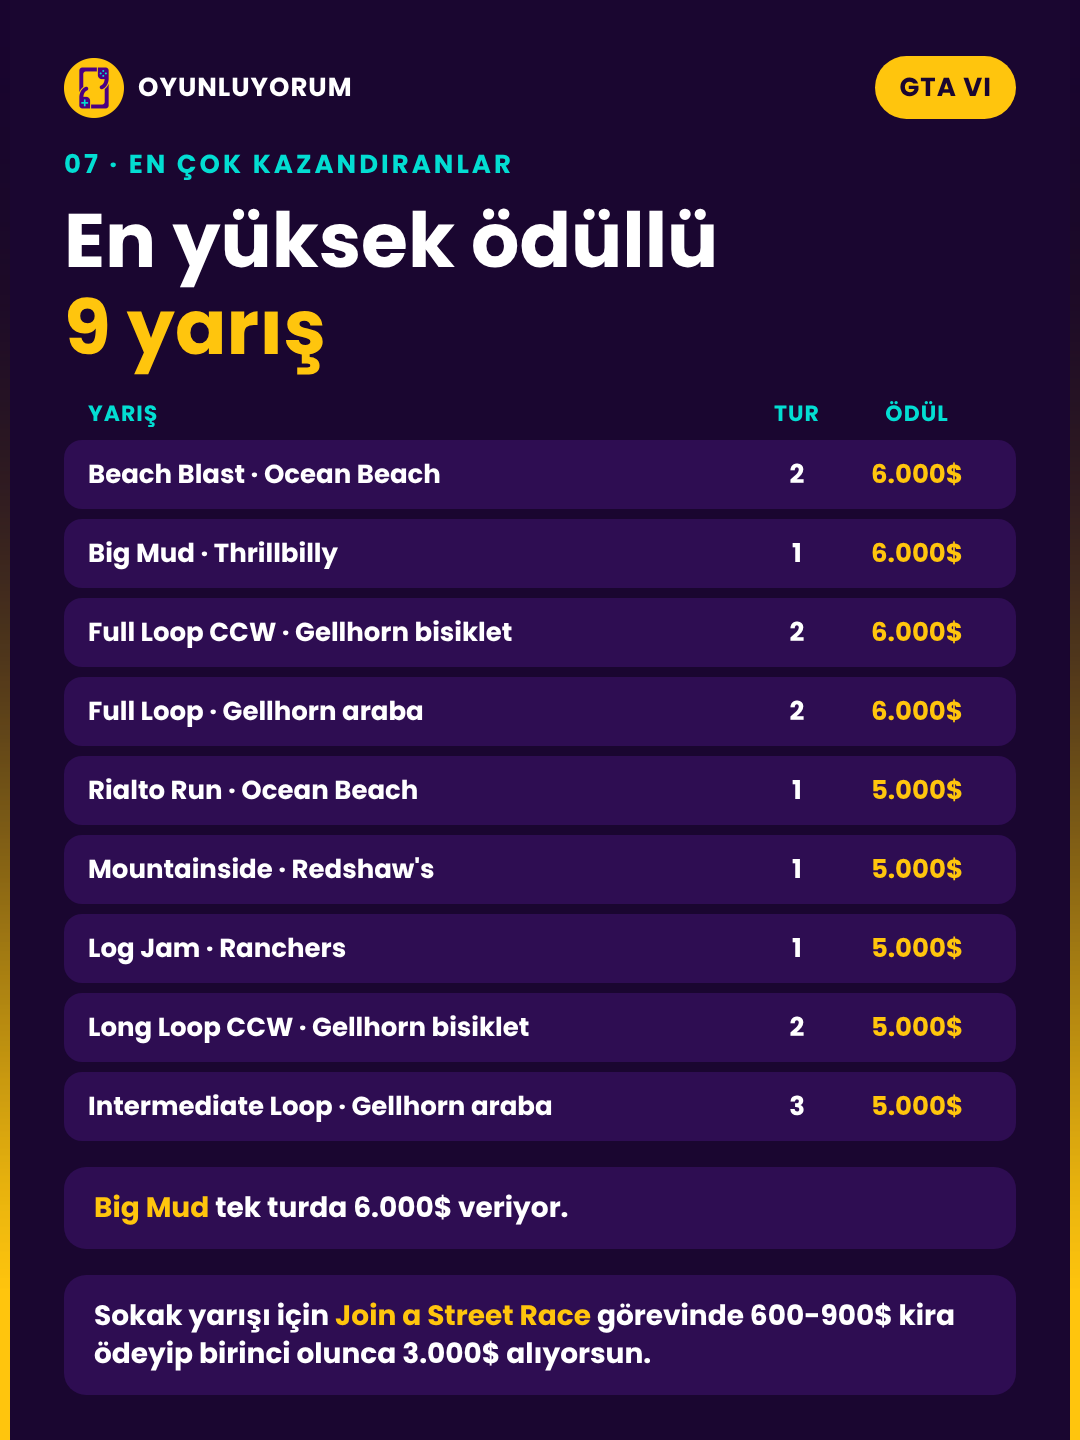 OYUNLUYORUM
GTA VI
07 · EN ÇOK KAZANDIRANLAR
En yüksek ödüllü
9 yarış
YARIŞ TUR ÖDÜL
Beach Blast · Ocean Beach 2 6.000$
Big Mud · Thrillbilly 1 6.000$
Full Loop CCW · Gellhorn bisiklet 2 6.000$
Full Loop · Gellhorn araba 2 6.000$
Rialto Run · Ocean Beach 1 5.000$
Mountainside · Redshaw's 1 5.000$
Log Jam · Ranchers 1 5.000$
Long Loop CCW · Gellhorn bisiklet 2 5.000$
Intermediate Loop · Gellhorn araba 3 5.000$
Big Mud tek turda 6.000$ veriyor.
Sokak yarışı için Join a Street Race görevinde 600-900$ kira
ödeyip birinci olunca 3.000$ alıyorsun.